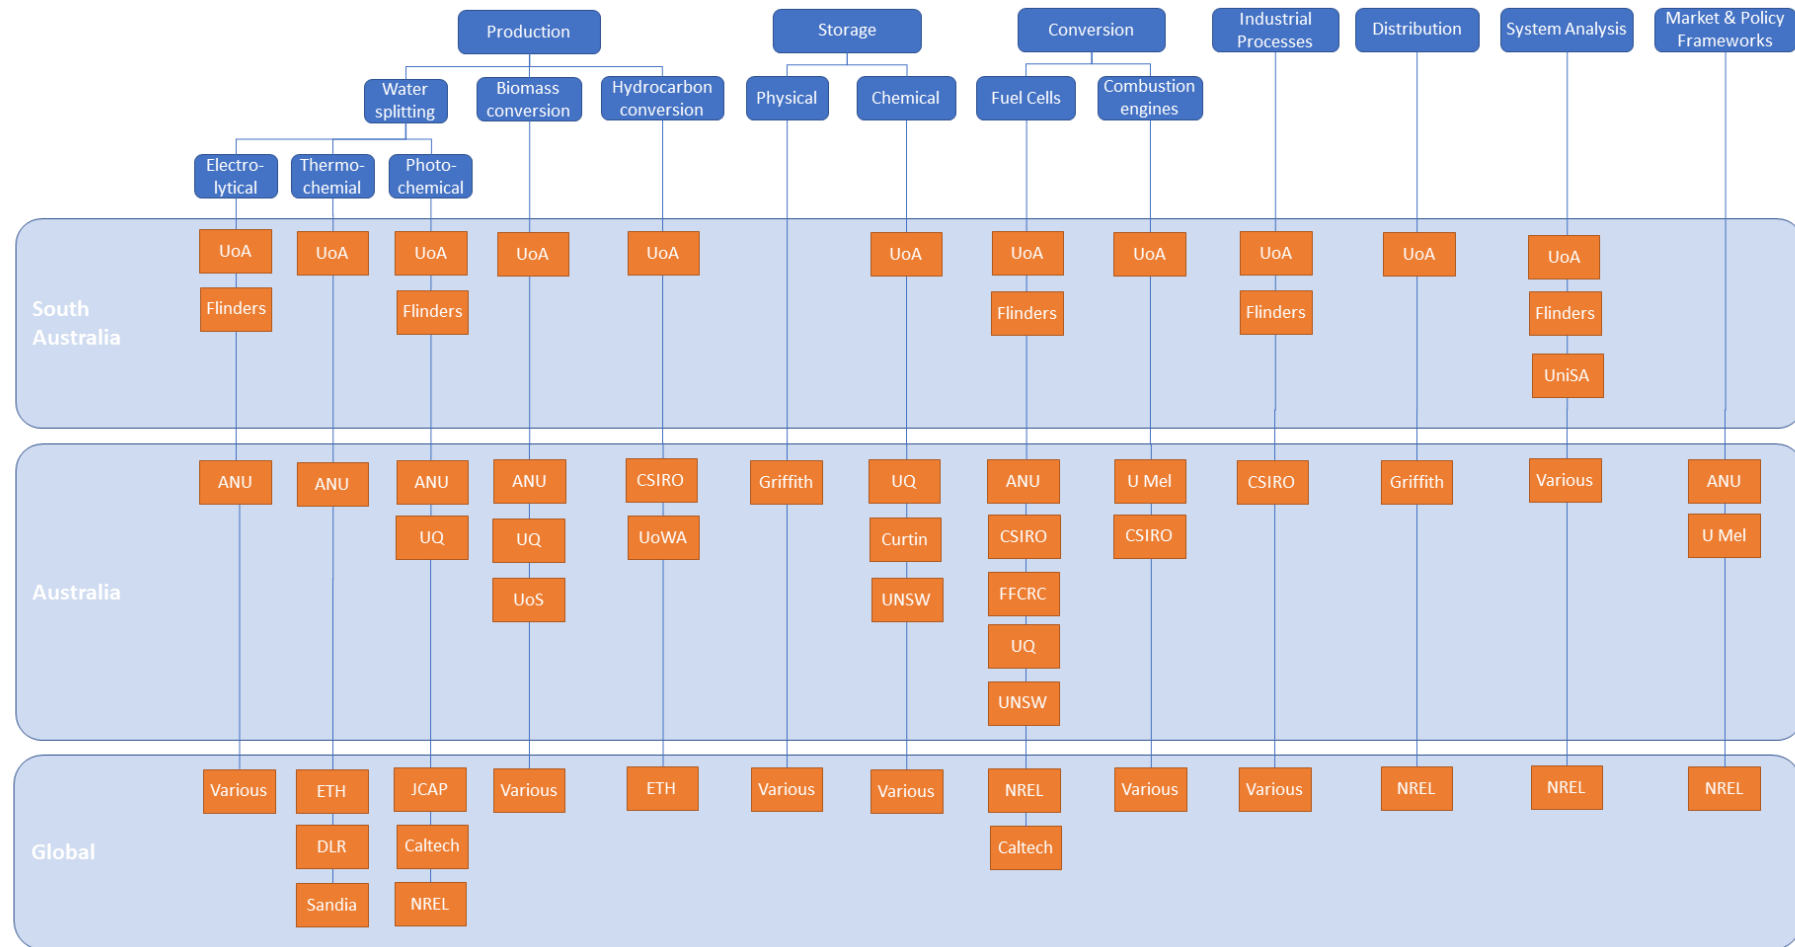 Production
Storage
Conversion
Industrial
Processes
Distribution
System Analysis
Market & Policy
Frameworks
Water
splitting
Biomass
conversion
Hydrocarbon
conversion
Physical
Chemical
Fuel Cells
Combustion
engines
Electro-
lytical
Thermo-
chemial
Photo-
chemical
South
Australia
UoA
UoA
UoA
UoA
UoA
UoA
UoA
UoA
UoA
UoA
UoA
Flinders
Flinders
Flinders
Flinders
Flinders
UniSA
Australia
ANU
ANU
ANU
ANU
CSIRO
Griffith
UQ
ANU
U Mel
CSIRO
Griffith
Various
ANU
UQ
UQ
UoWA
Curtin
CSIRO
CSIRO
U Mel
UoS
UNSW
FFCRC
UQ
UNSW
Global
Various
ETH
JCAP
Various
ETH
Various
Various
NREL
Various
Various
NREL
NREL
NREL
DLR
Caltech
Caltech
Sandia
NREL